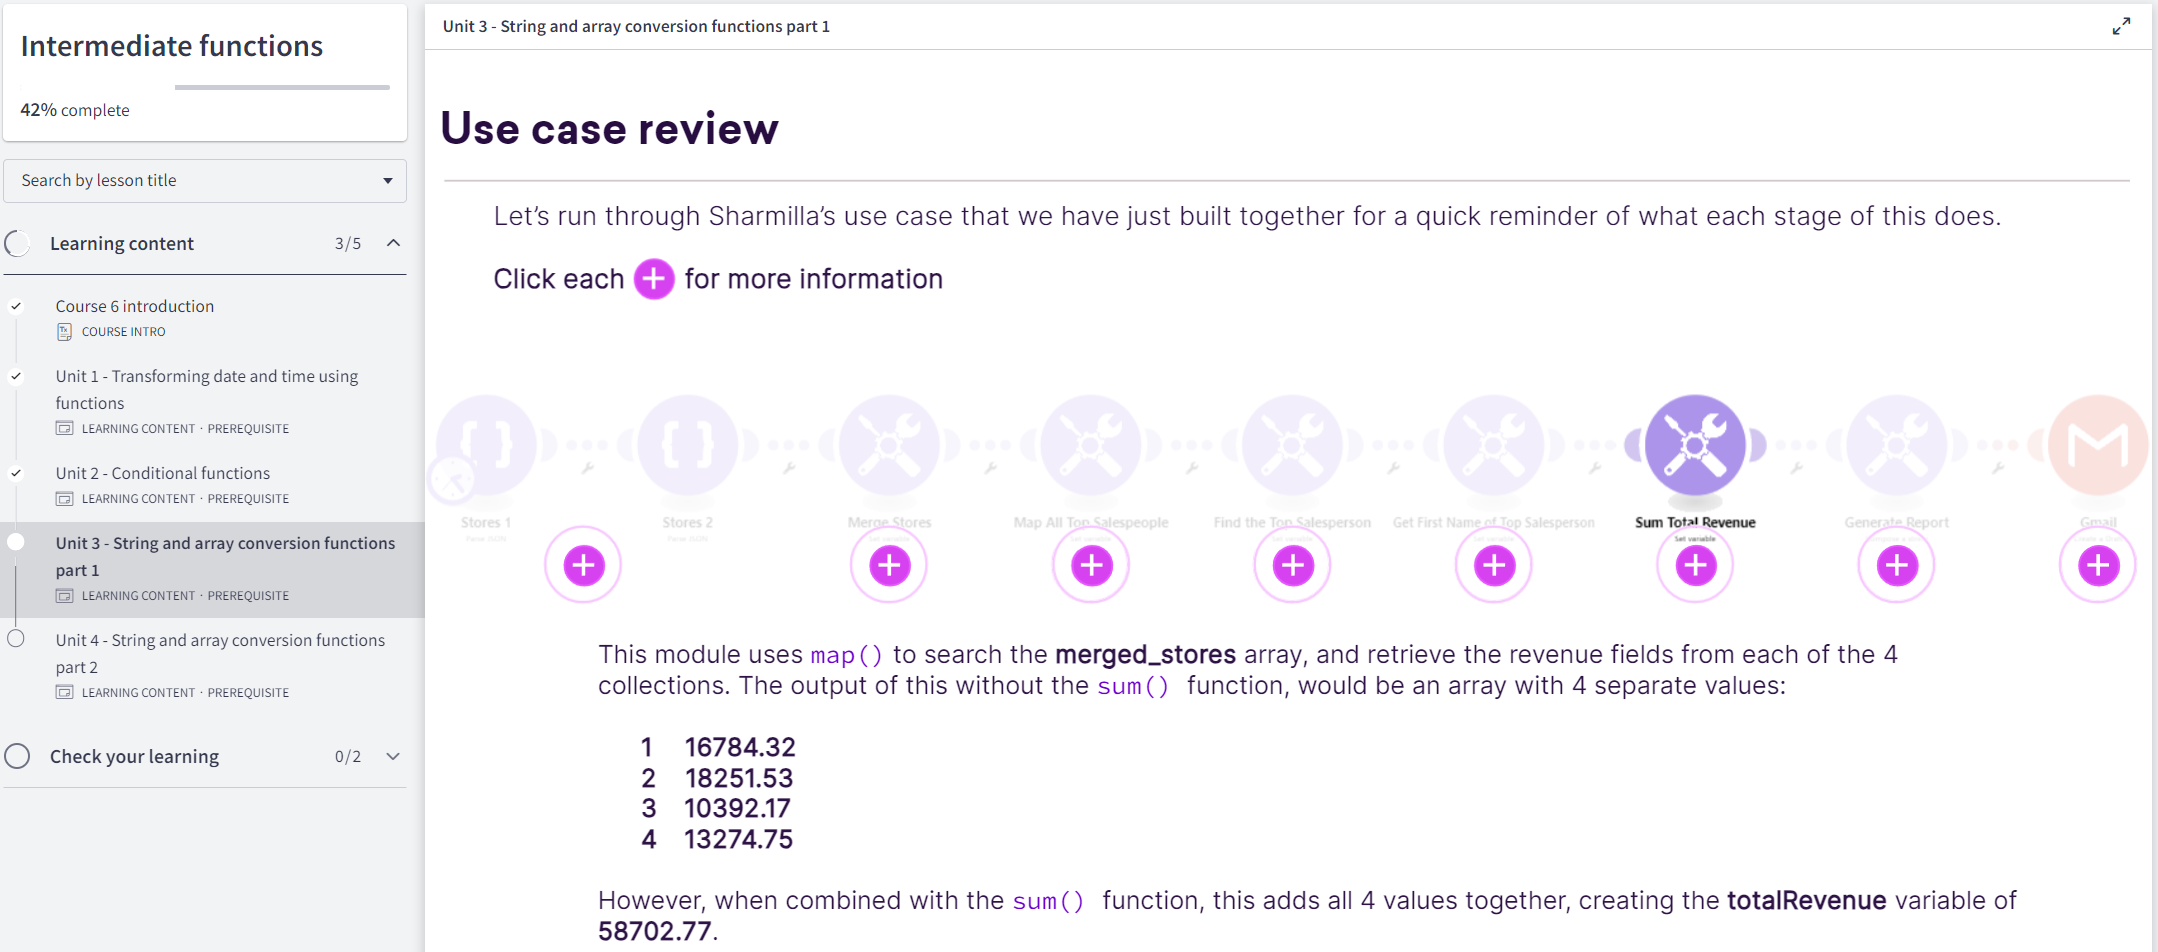 Intermediate functions
42% complete
Search by lesson title
Learning content 3/5
Course 6 introduction
COURSE INTRO
Unit 1 - Transforming date and time using
functions
LEARNING CONTENT · PREREQUISITE
Unit 2 - Conditional functions
LEARNING CONTENT · PREREQUISITE
Unit 3 - String and array conversion functions
part 1
LEARNING CONTENT · PREREQUISITE
Unit 4 - String and array conversion functions
part 2
LEARNING CONTENT · PREREQUISITE
Check your learning 0/2
Unit 3 - String and array conversion functions part 1
Use case review
Let’s run through Sharmilla’s use case that we have just built together for a quick reminder of what each stage of this does.
Click each + for more information
Stores 1
Parse JSON
Stores 2
Parse JSON
Merge Stores
Map All Top Salespeople
Find the Top Salesperson
Get First Name of Top Salesperson
Sum Total Revenue
Set variable
Generate Report
Gmail
This module uses map() to search the merged_stores array, and retrieve the revenue fields from each of the 4
collections. The output of this without the sum() function, would be an array with 4 separate values:
1 16784.32
2 18251.53
3 10392.17
4 13274.75
However, when combined with the sum() function, this adds all 4 values together, creating the totalRevenue variable of
58702.77.